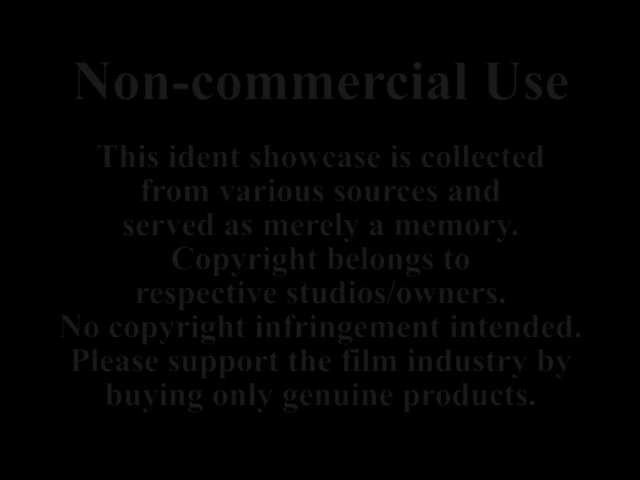 Non-commercial Use
This ident showcase is collected
from various sources and
served as merely a memory.
Copyright belongs to
respective studios/owners.
No copyright infringement intended.
Please support the film industry by
buying only genuine products.